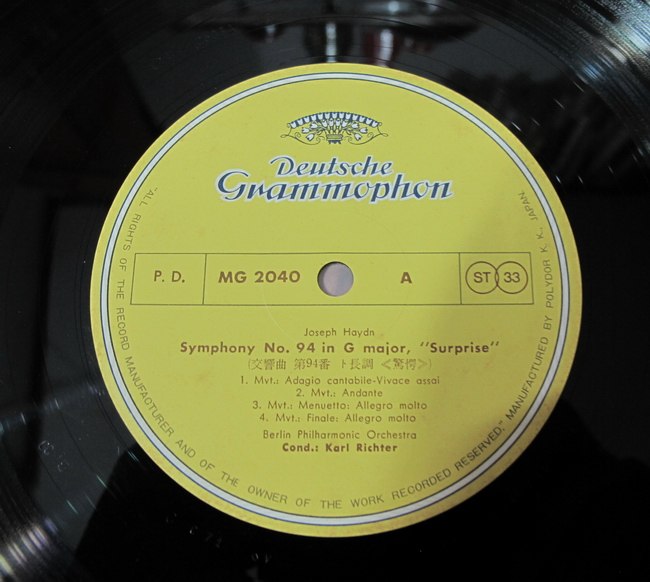 Deutsche
Grammophon
P. D. MG 2040 A ST 33
Joseph Haydn
Symphony No. 94 in G major, "Surprise"
(交響曲 第94番 ト長調 ≪驚愕≫)
1. Mvt.: Adagio cantabile-Vivace assai
2. Mvt.: Andante
3. Mvt.: Menuetto: Allegro molto
4. Mvt.: Finale: Allegro molto
Berlin Philharmonic Orchestra
Cond.: Karl Richter
"ALL RIGHTS OF THE RECORD MANUFACTURER AND OF THE OWNER OF THE WORK RECORDED RESERVED." MANUFACTURED BY POLYDOR K. K., JAPAN